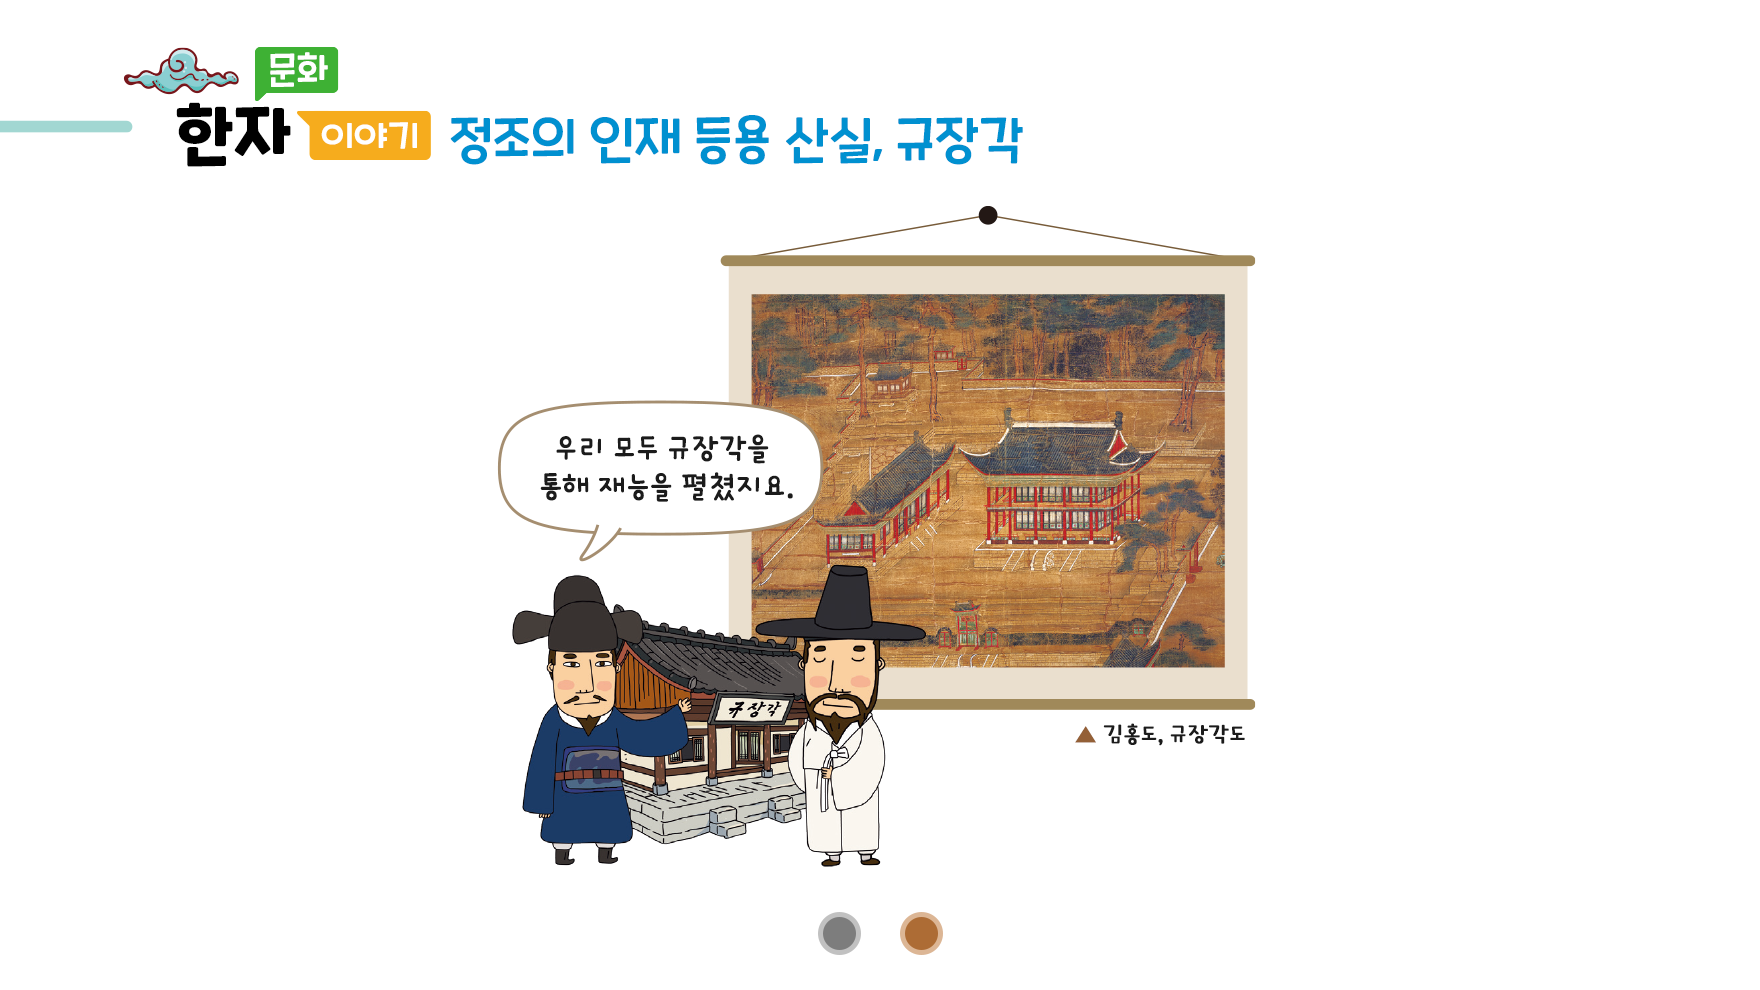 문화
한자 이야기 정조의 인재 등용 산실, 규장각
우리 모두 규장각을
통해 재능을 펼쳤지요.
규장각
▲ 김홍도, 규장각도